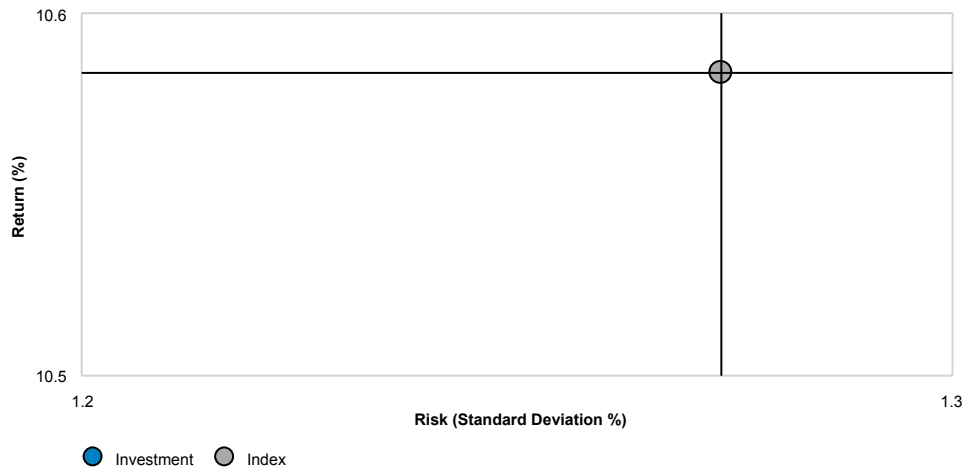 10.6
Return (%)
10.5
1.2
1.3
Risk (Standard Deviation %)
Investment
Index